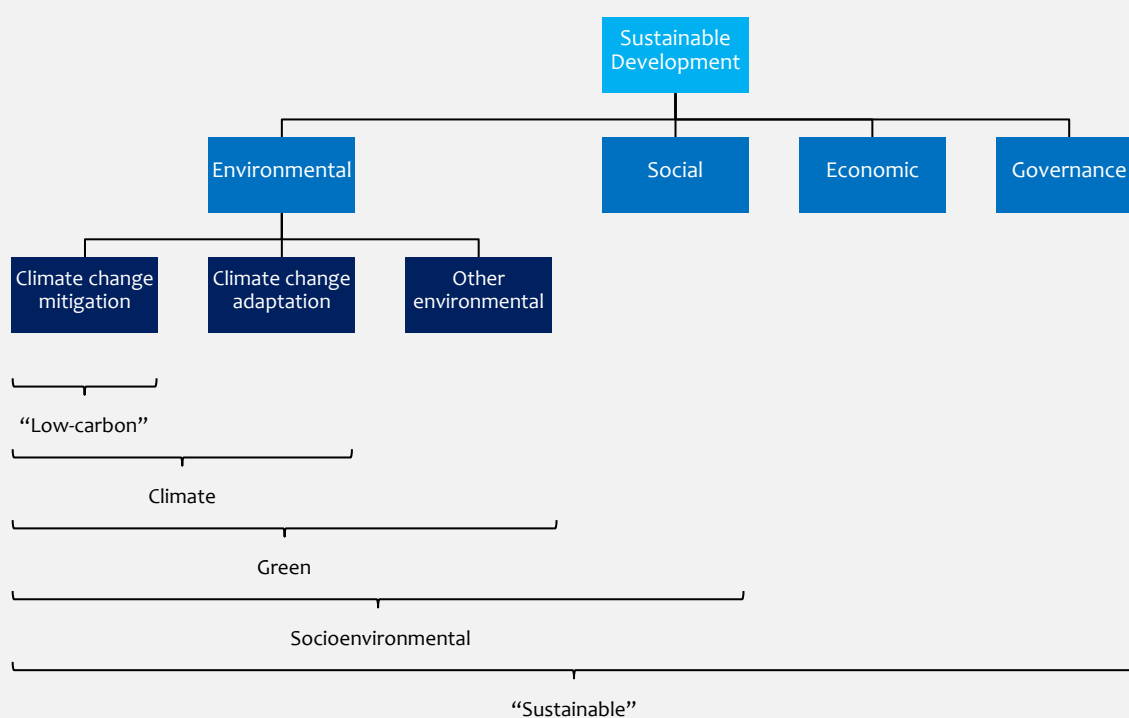 Sustainable
Development
Environmental
Social
Economic
Governance
Climate change
mitigation
Climate change
adaptation
Other
environmental
“Low-carbon”
Climate
Green
Socioenvironmental
“Sustainable”